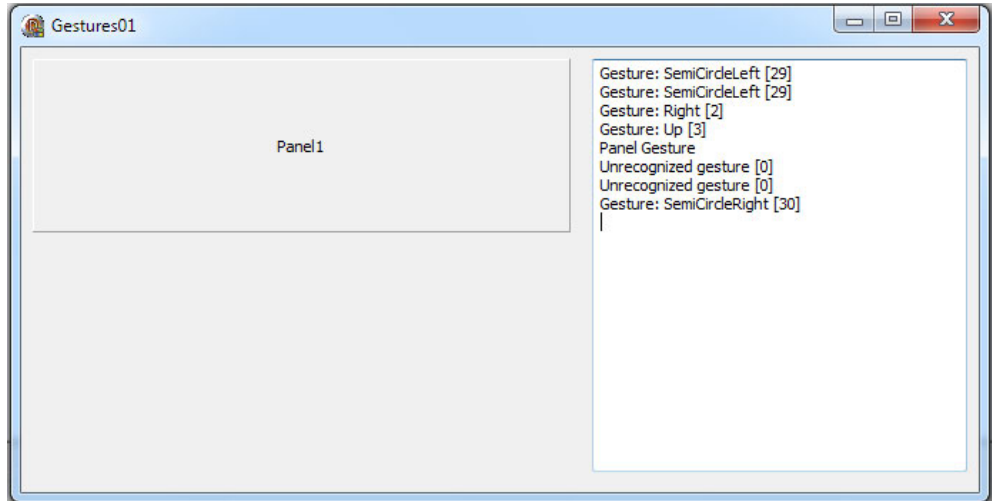 Gestures01
Panel1
Gesture: SemiCircleLeft [29]
Gesture: SemiCircleLeft [29]
Gesture: Right [2]
Gesture: Up [3]
Panel Gesture
Unrecognized gesture [0]
Unrecognized gesture [0]
Gesture: SemiCircleRight [30]